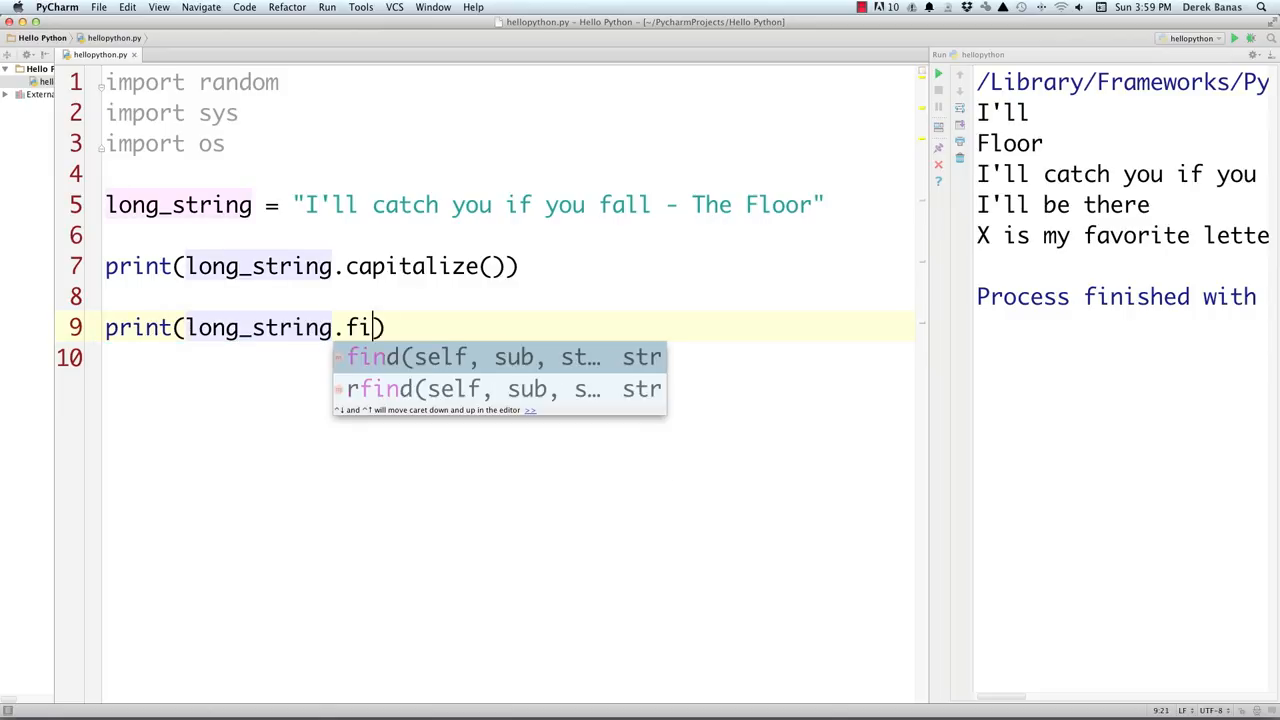 PyCharm File Edit View Navigate Code Refactor Run Tools VCS Window Help 10 Sun 3:59 PM Derek Banas
hellopython.py - Hello Python - [~/PycharmProjects/Hello Python]
Hello Python hellopython.py hellopython
hellopython.py Run hellopython
Hello P
hell
Extern
1 import random
2 import sys
3 import os
4
5 long_string = "I'll catch you if you fall - The Floor"
6
7 print(long_string.capitalize())
8
9 print(long_string.fi)
10
find(self, sub, st… str
rfind(self, sub, s… str
^↓ and ^↑ will move caret down and up in the editor >>
/Library/Frameworks/Py
I'll
Floor
I'll catch you if you
I'll be there
X is my favorite lette
Process finished with
9:21 LF UTF-8